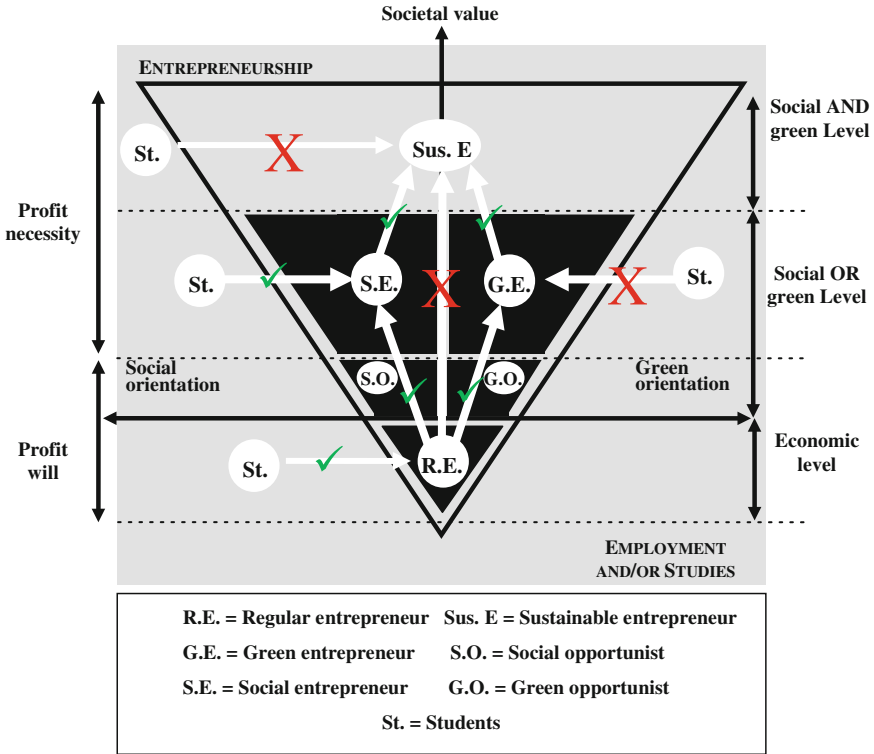 Societal value
ENTREPRENEURSHIP
Social AND
green Level
St.
X
Sus. E
Profit
necessity
St.
S.E.
X
G.E.
X
St.
Social OR
green Level
Social
orientation
S.O.
G.O.
Green
orientation
Profit
will
St.
R.E.
Economic
level
EMPLOYMENT
AND/OR STUDIES
R.E. = Regular entrepreneur Sus. E = Sustainable entrepreneur
G.E. = Green entrepreneur S.O. = Social opportunist
S.E. = Social entrepreneur G.O. = Green opportunist
St. = Students